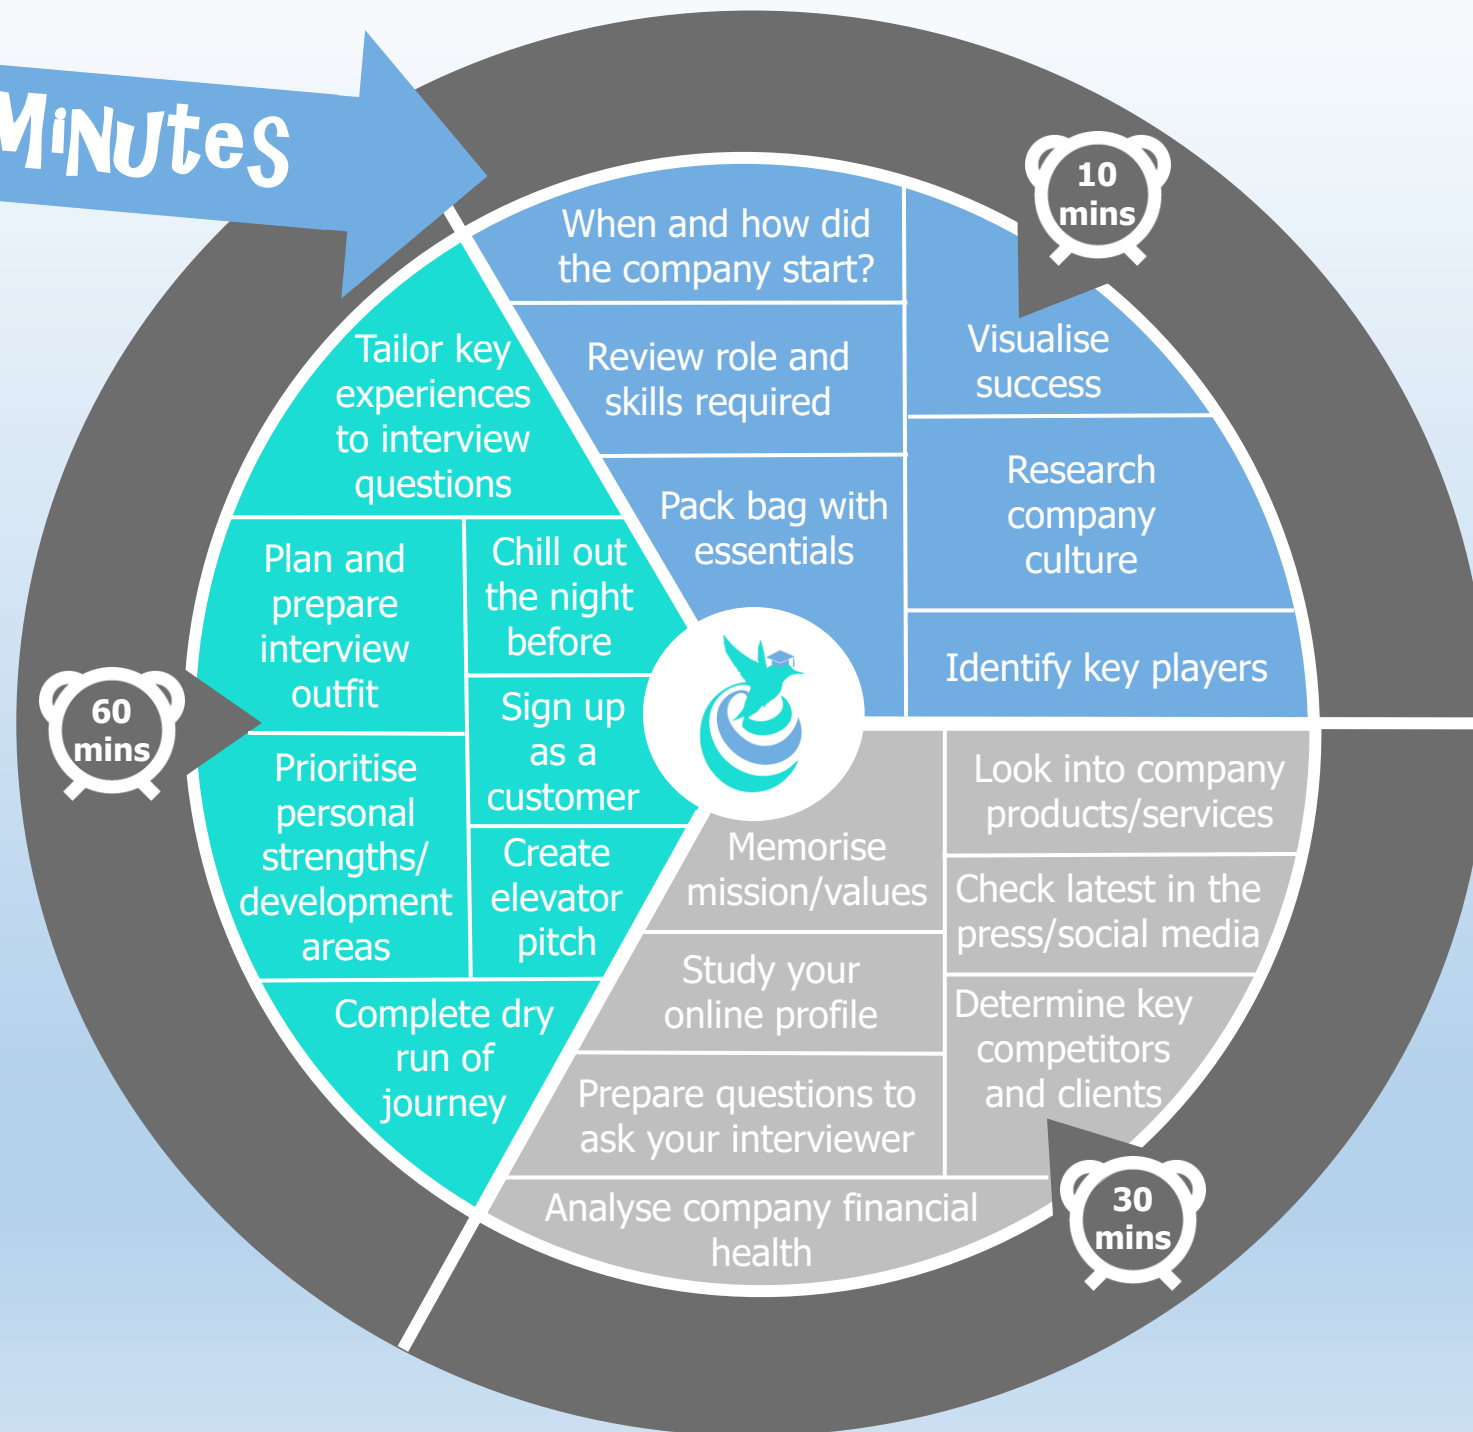 MiNUteS
10
mins
When and how did
the company start?
Review role and
skills required
Pack bag with
essentials
Visualise
success
Research
company
culture
Identify key players
Look into company
products/services
Check latest in the
press/social media
Determine key
competitors
and clients
30
mins
Memorise
mission/values
Study your
online profile
Prepare questions to
ask your interviewer
Analyse company financial
health
60
mins
Tailor key
experiences
to interview
questions
Plan and
prepare
interview
outfit
Chill out
the night
before
Sign up
as a
customer
Prioritise
personal
strengths/
development
areas
Create
elevator
pitch
Complete dry
run of
journey